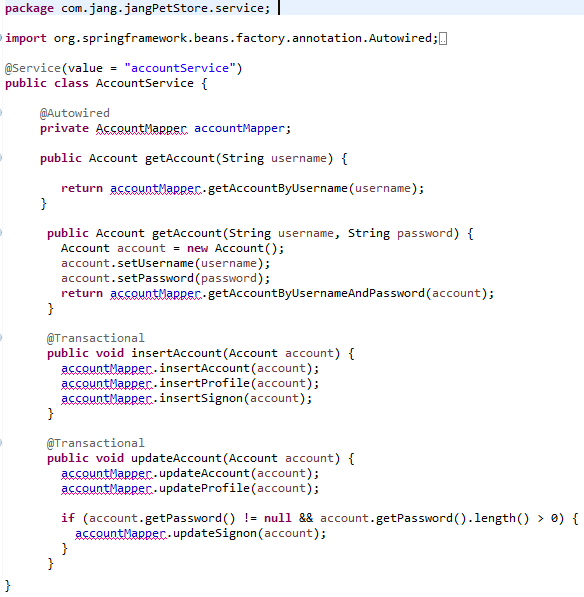 package com.jang.jangPetStore.service;
import org.springframework.beans.factory.annotation.Autowired;
@Service(value = "accountService")
public class AccountService {
@Autowired
private AccountMapper accountMapper;
public Account getAccount(String username) {
return accountMapper.getAccountByUsername(username);
}
public Account getAccount(String username, String password) {
Account account = new Account();
account.setUsername(username);
account.setPassword(password);
return accountMapper.getAccountByUsernameAndPassword(account);
}
@Transactional
public void insertAccount(Account account) {
accountMapper.insertAccount(account);
accountMapper.insertProfile(account);
accountMapper.insertSignon(account);
}
@Transactional
public void updateAccount(Account account) {
accountMapper.updateAccount(account);
accountMapper.updateProfile(account);
if (account.getPassword() != null && account.getPassword().length() > 0) {
accountMapper.updateSignon(account);
}
}
}